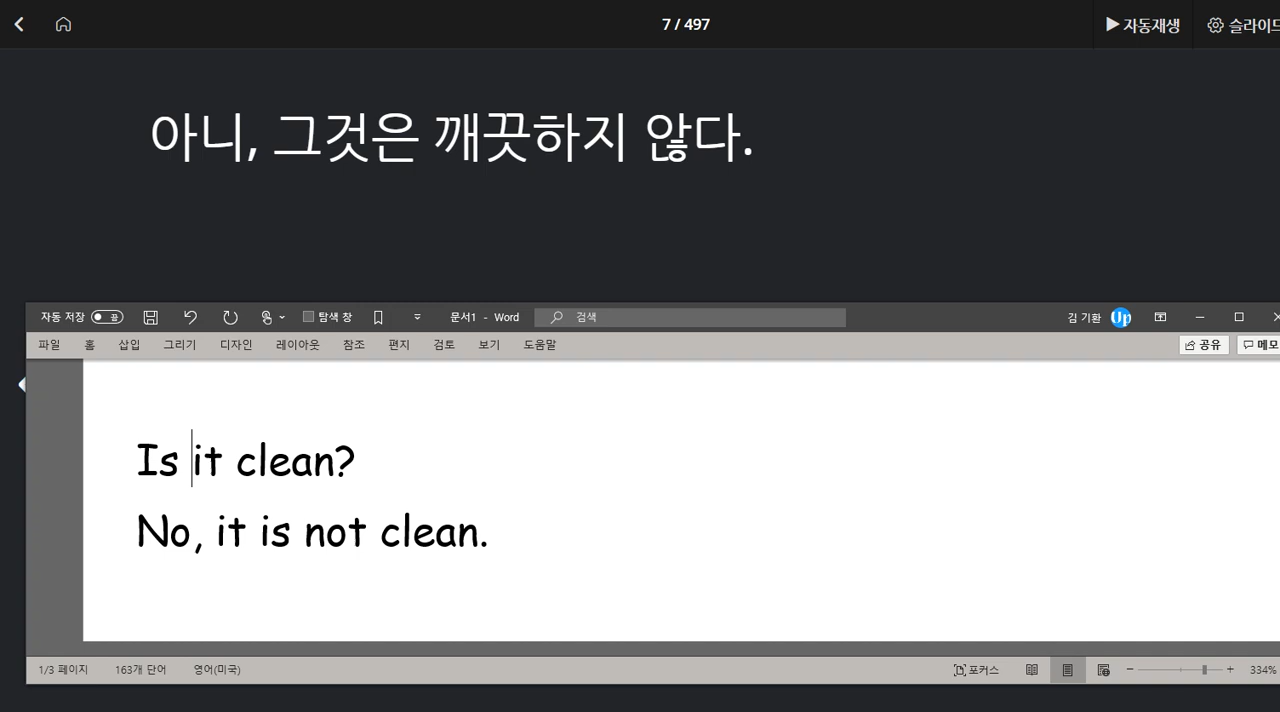 7 / 497
자동재생
슬라이드
아니, 그것은 깨끗하지 않다.
자동 저장 끔
탐색 창
문서1 - Word
검색
김 기환
Up
파일 홈 삽입 그리기 디자인 레이아웃 참조 편지 검토 보기 도움말
공유
메모
Is it clean?
No, it is not clean.
1/3 페이지 163개 단어 영어(미국)
포커스
334%